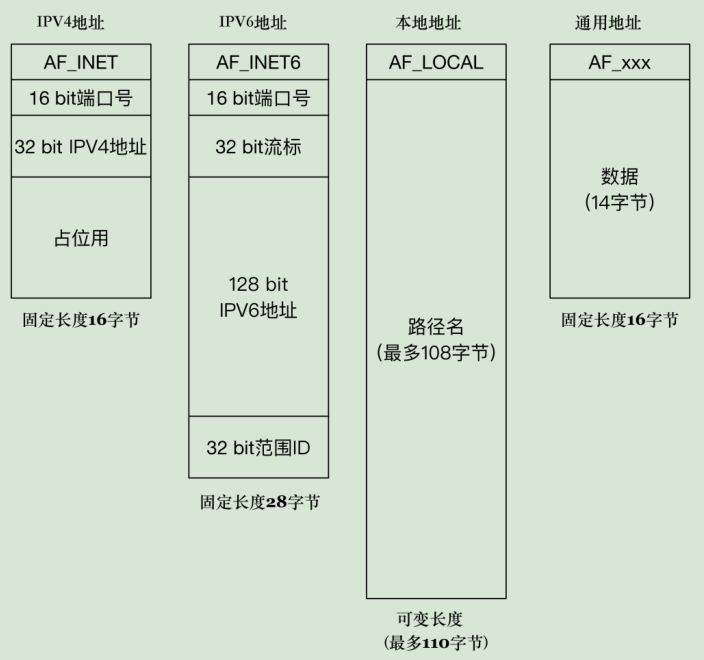 IPV4地址
AF_INET
16 bit端口号
32 bit IPV4地址
占位用
固定长度16字节
IPV6地址
AF_INET6
16 bit端口号
32 bit流标
128 bit
IPV6地址
32 bit范围ID
固定长度28字节
本地地址
AF_LOCAL
路径名
(最多108字节)
可变长度
(最多110字节)
通用地址
AF_xxx
数据
(14字节)
固定长度16字节